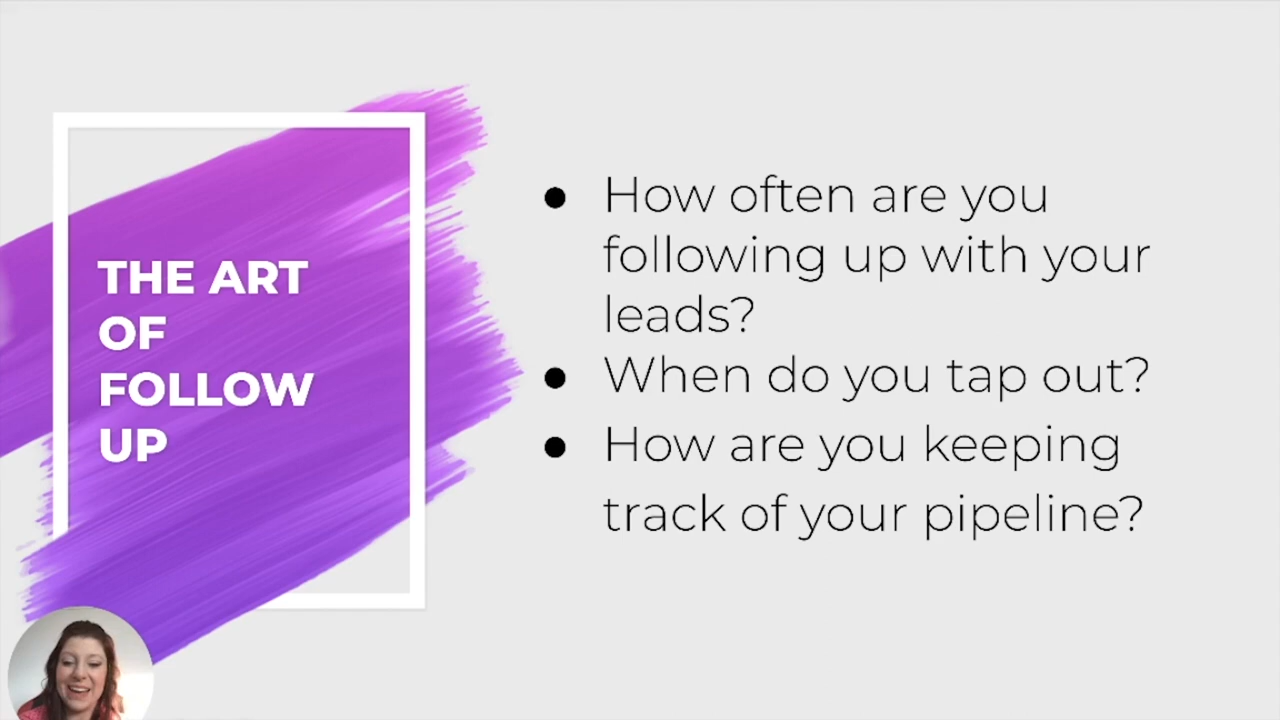 THE ART
OF
FOLLOW
UP
● How often are you
following up with your
leads?
● When do you tap out?
● How are you keeping
track of your pipeline?